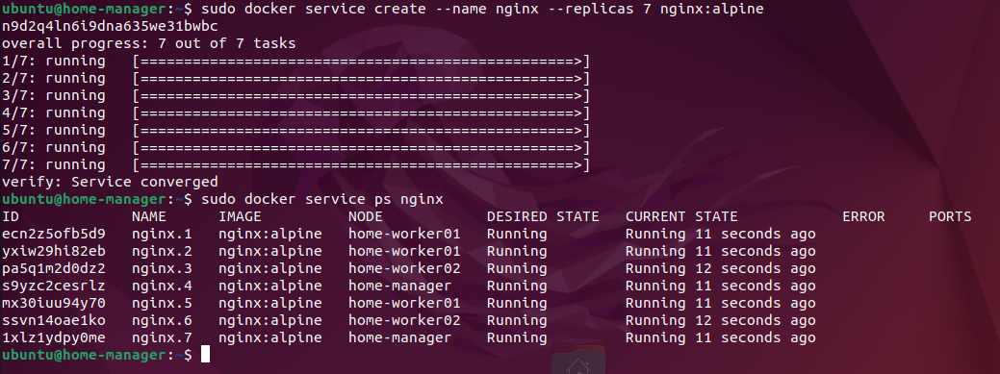 ubuntu@home-manager:~$ sudo docker service create --name nginx --replicas 7 nginx:alpine
n9d2q4ln6i9dna635we31bwbc
overall progress: 7 out of 7 tasks
1/7: running   [==================================================>]
2/7: running   [==================================================>]
3/7: running   [==================================================>]
4/7: running   [==================================================>]
5/7: running   [==================================================>]
6/7: running   [==================================================>]
7/7: running   [==================================================>]
verify: Service converged
ubuntu@home-manager:~$ sudo docker service ps nginx
ID             NAME      IMAGE          NODE            DESIRED STATE   CURRENT STATE            ERROR     PORTS
ecn2z5ofb5d9   nginx.1   nginx:alpine   home-worker01   Running         Running 11 seconds ago
yxiw29hi82eb   nginx.2   nginx:alpine   home-worker01   Running         Running 11 seconds ago
pa5q1m2d0dz2   nginx.3   nginx:alpine   home-worker02   Running         Running 12 seconds ago
s9yzc2cesrlz   nginx.4   nginx:alpine   home-manager    Running         Running 11 seconds ago
mx30iuu94y70   nginx.5   nginx:alpine   home-worker01   Running         Running 11 seconds ago
ssvn14oae1ko   nginx.6   nginx:alpine   home-worker02   Running         Running 12 seconds ago
1xlz1ydpy0me   nginx.7   nginx:alpine   home-manager    Running         Running 11 seconds ago
ubuntu@home-manager:~$